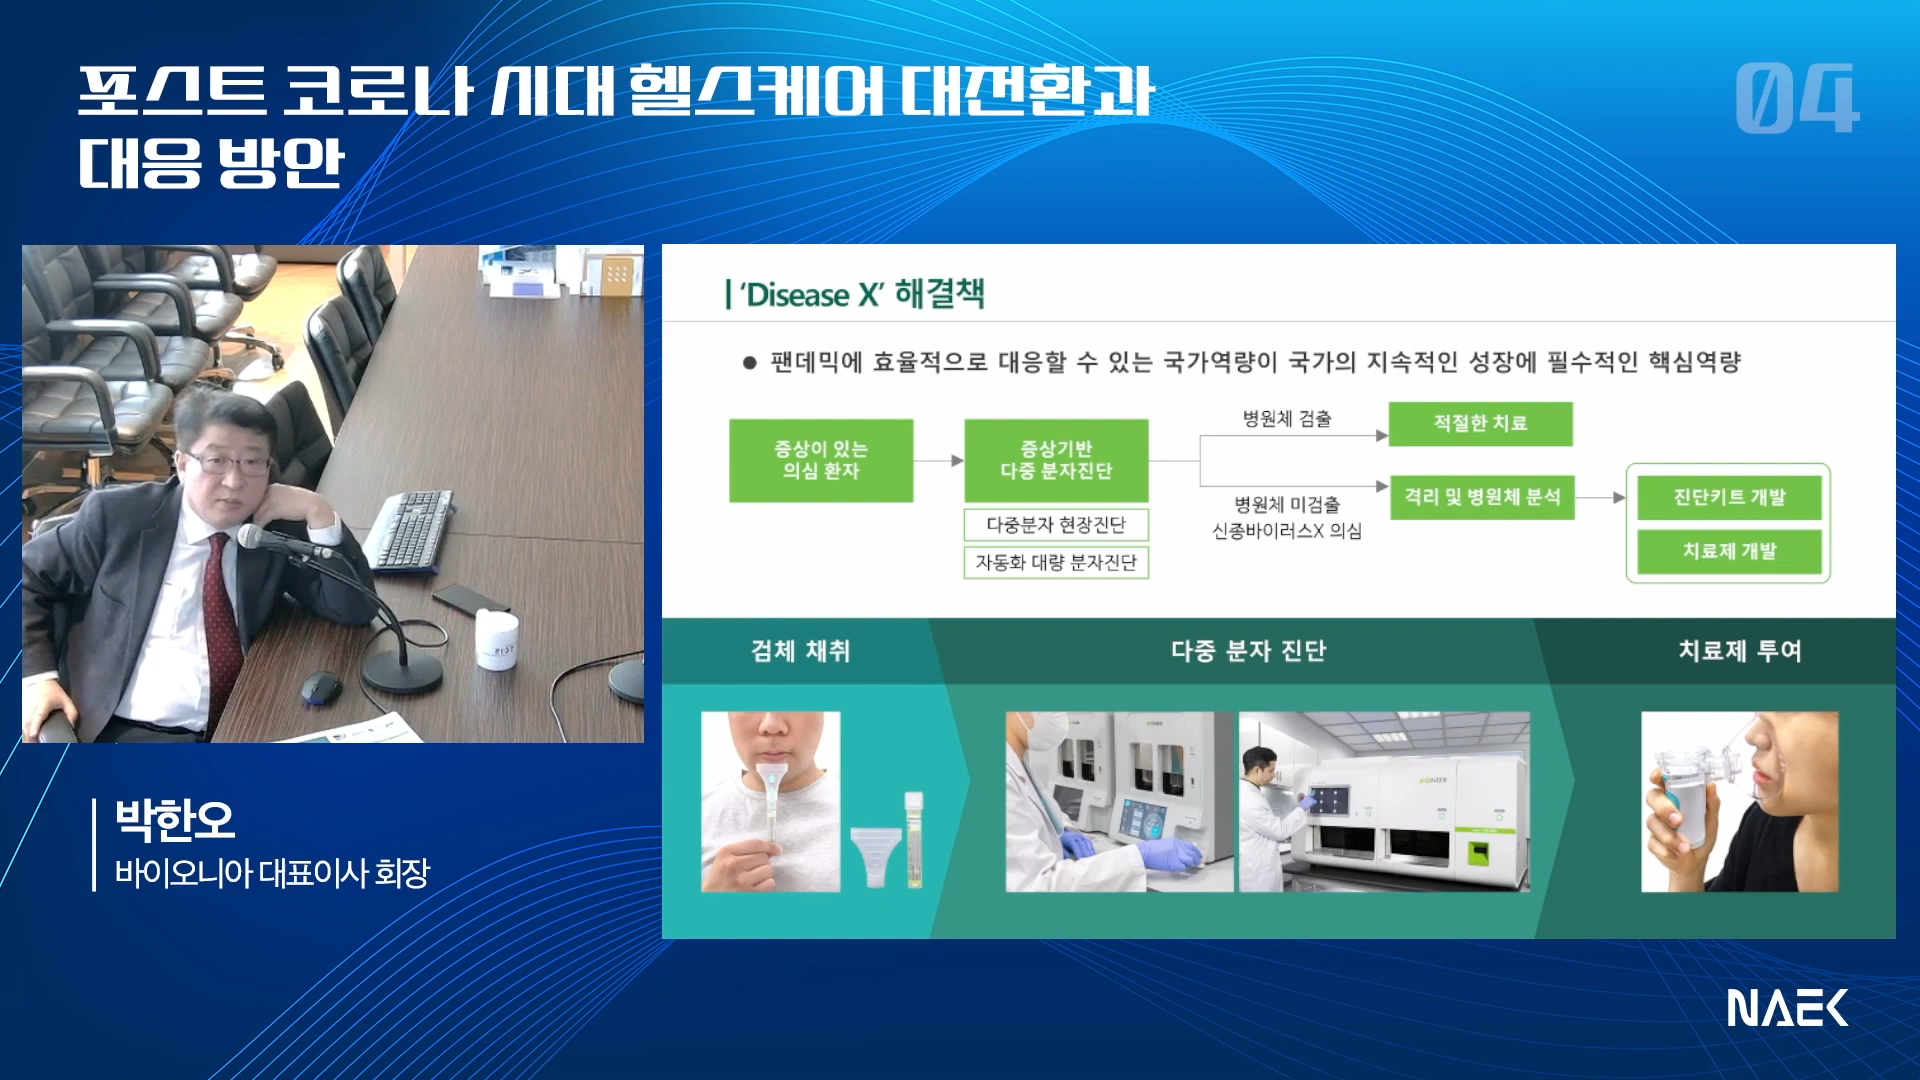 포스트 코로나 시대 헬스케어 대전환과
대응 방안
04
| 'Disease X' 해결책
● 팬데믹에 효율적으로 대응할 수 있는 국가역량이 국가의 지속적인 성장에 필수적인 핵심역량
증상이 있는
의심 환자
증상기반
다중 분자진단
다중분자 현장진단
자동화 대량 분자진단
병원체 검출
적절한 치료
병원체 미검출
신종바이러스X 의심
격리 및 병원체 분석
진단키트 개발
치료제 개발
검체 채취
다중 분자 진단
치료제 투여
박한오
바이오니아 대표이사 회장
NAEK